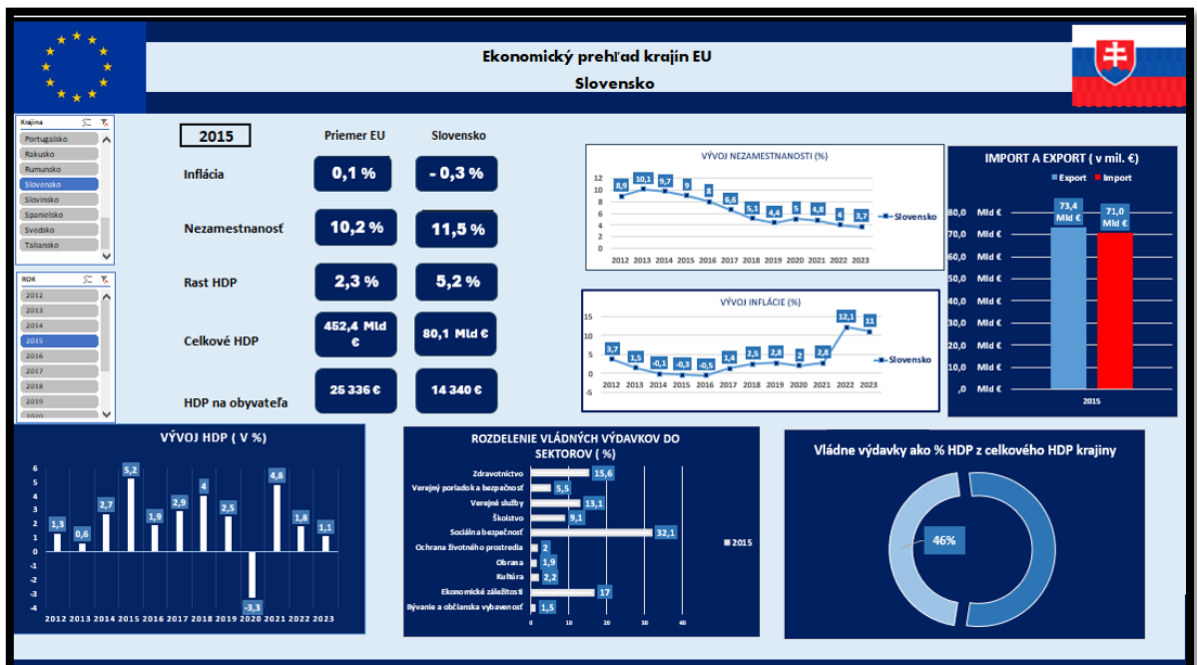 Ekonomický prehľad krajín EU
Slovensko
Krajina
Portugalsko
Rakusko
Rumunsko
Slovensko
Slovinsko
Spanielsko
Svedsko
Taliansko
ROK
2012
2013
2014
2015
2016
2017
2018
2019
2020
2015 Priemer EU Slovensko
Inflácia 0,1 % - 0,3 %
Nezamestnanosť 10,2 % 11,5 %
Rast HDP 2,3 % 5,2 %
Celkové HDP 452,4 Mld € 80,1 Mld €
HDP na obyvateľa 25 336 € 14 340 €
VÝVOJ NEZAMESTNANOSTI (%)
12
10
8
6
4
2
0
8,9 10,1 9,7 9 8 6,6 5,1 4,4 5 4,8 4 3,7
Slovensko
2012 2013 2014 2015 2016 2017 2018 2019 2020 2021 2022 2023
VÝVOJ INFLÁCIE (%)
15
10
5
0
-5
3,7 1,5 -0,1 -0,3 -0,5 1,4 2,5 2,8 2 2,8 12,1 11
Slovensko
2012 2013 2014 2015 2016 2017 2018 2019 2020 2021 2022 2023
IMPORT A EXPORT ( v mil. €)
Export Import
80,0 Mld €
70,0 Mld €
60,0 Mld €
50,0 Mld €
40,0 Mld €
30,0 Mld €
20,0 Mld €
10,0 Mld €
,0 Mld €
73,4
Mld €
71,0
Mld €
2015
VÝVOJ HDP ( V %)
6
5
4
3
2
1
0
-1
-2
-3
-4
1,3 0,6 2,7 5,2 1,9 2,9 4 2,5 -3,3 4,8 1,8 1,1
2012 2013 2014 2015 2016 2017 2018 2019 2020 2021 2022 2023
ROZDELENIE VLÁDNÝCH VÝDAVKOV DO
SEKTOROV ( %)
Zdravotníctvo 15,6
Verejný poriadok a bezpečnosť 5,5
Verejné služby 13,1
Školstvo 9,1
Sociálna bezpečnosť 32,1
Ochrana životného prostredia 2
Obrana 1,9
Kultúra 2,2
Ekonomické záležitosti 17
Bývanie a občianska vybavenosť 1,5
0 10 20 30 40
2015
Vládne výdavky ako % HDP z celkového HDP krajiny
46%